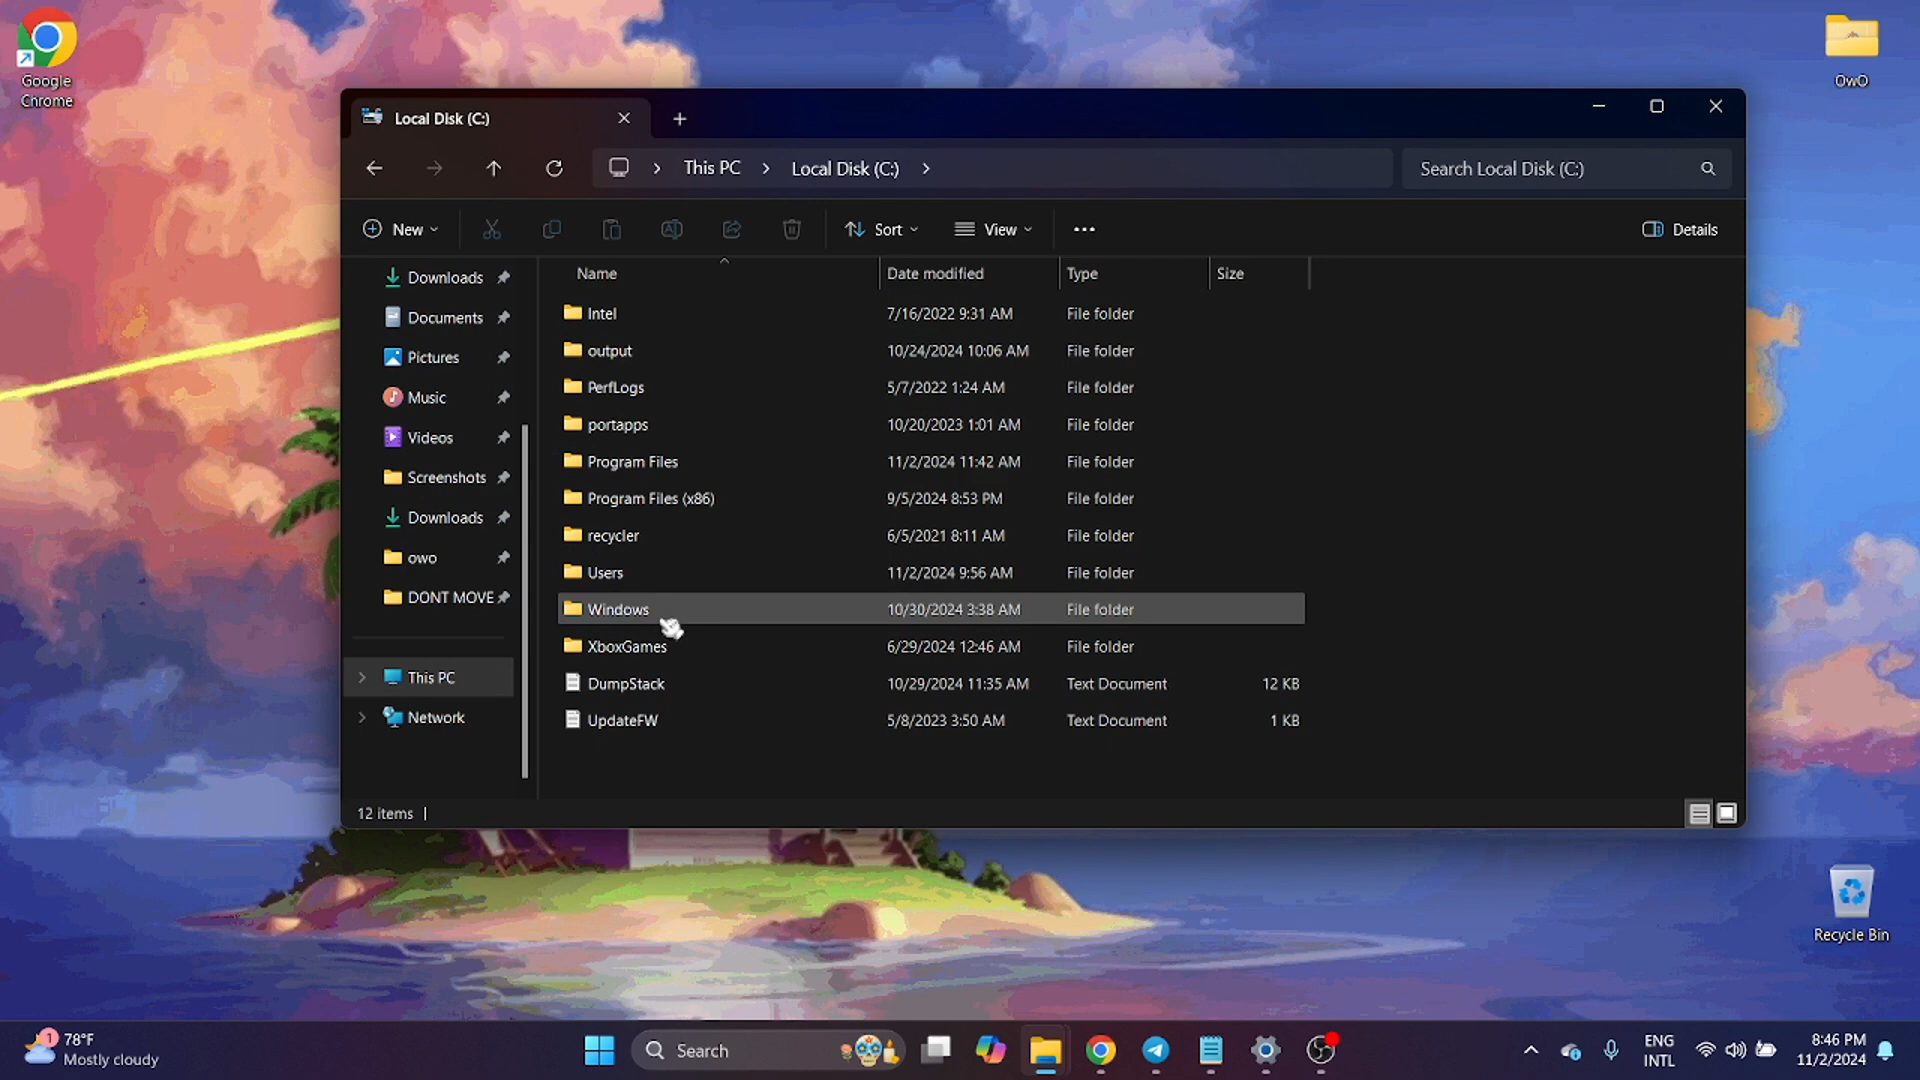 Google
Chrome
OwO
Local Disk (C:)
This PC
Local Disk (C:)
Search Local Disk (C:)
New
Sort
View
Details
Name
Date modified
Type
Size
Downloads
Documents
Pictures
Music
Videos
Screenshots
Downloads
owo
DONT MOVE
This PC
Network
Intel 7/16/2022 9:31 AM File folder
output 10/24/2024 10:06 AM File folder
PerfLogs 5/7/2022 1:24 AM File folder
portapps 10/20/2023 1:01 AM File folder
Program Files 11/2/2024 11:42 AM File folder
Program Files (x86) 9/5/2024 8:53 PM File folder
recycler 6/5/2021 8:11 AM File folder
Users 11/2/2024 9:56 AM File folder
Windows 10/30/2024 3:38 AM File folder
XboxGames 6/29/2024 12:46 AM File folder
DumpStack 10/29/2024 11:35 AM Text Document 12 KB
UpdateFW 5/8/2023 3:50 AM Text Document 1 KB
12 items
Recycle Bin
1
78°F
Mostly cloudy
Search
ENG
INTL
8:46 PM
11/2/2024